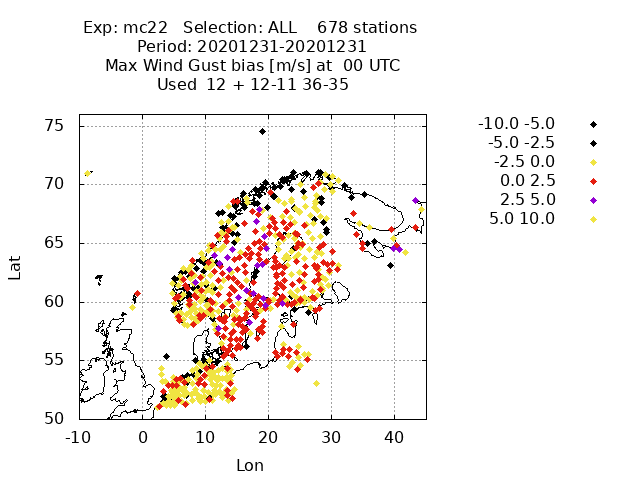 Exp: mc22 Selection: ALL 678 stations
Period: 20201231-20201231
Max Wind Gust bias [m/s] at 00 UTC
Used 12 + 12-11 36-35
-10.0 -5.0
-5.0 -2.5
-2.5 0.0
0.0 2.5
2.5 5.0
5.0 10.0
75
70
65
60
55
50
Lat
-10 0 10 20 30 40
Lon